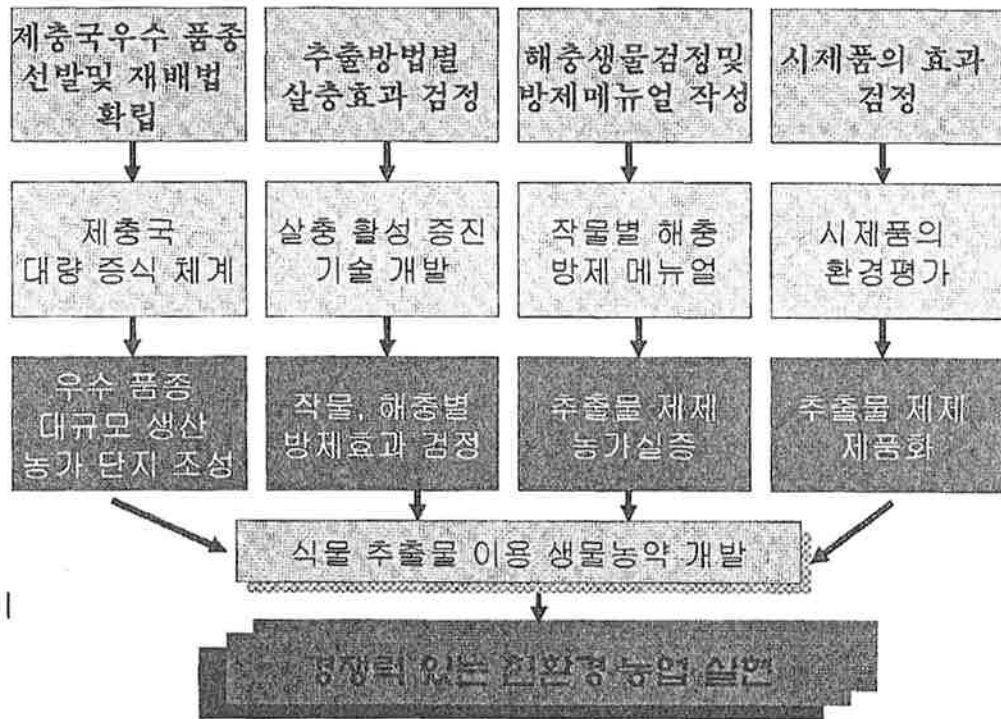 제충국우수 품종
선발및 재배법
확립
추출방법별
살충효과 검정
해충생물검정및
방제메뉴얼 작성
시제품의 효과
검정
제충국
대량 증식 체계
살충 활성 증진
기술 개발
작물별 해충
방제 메뉴얼
시제품의
환경평가
우수 품종
대규모 생산
농가 단지 조성
작물, 해충별
방제효과 검정
추출물 제제
농가실증
추출물 제제
제품화
식물 추출물 이용 생물농약 개발
경쟁력 있는 친환경 농업 실현